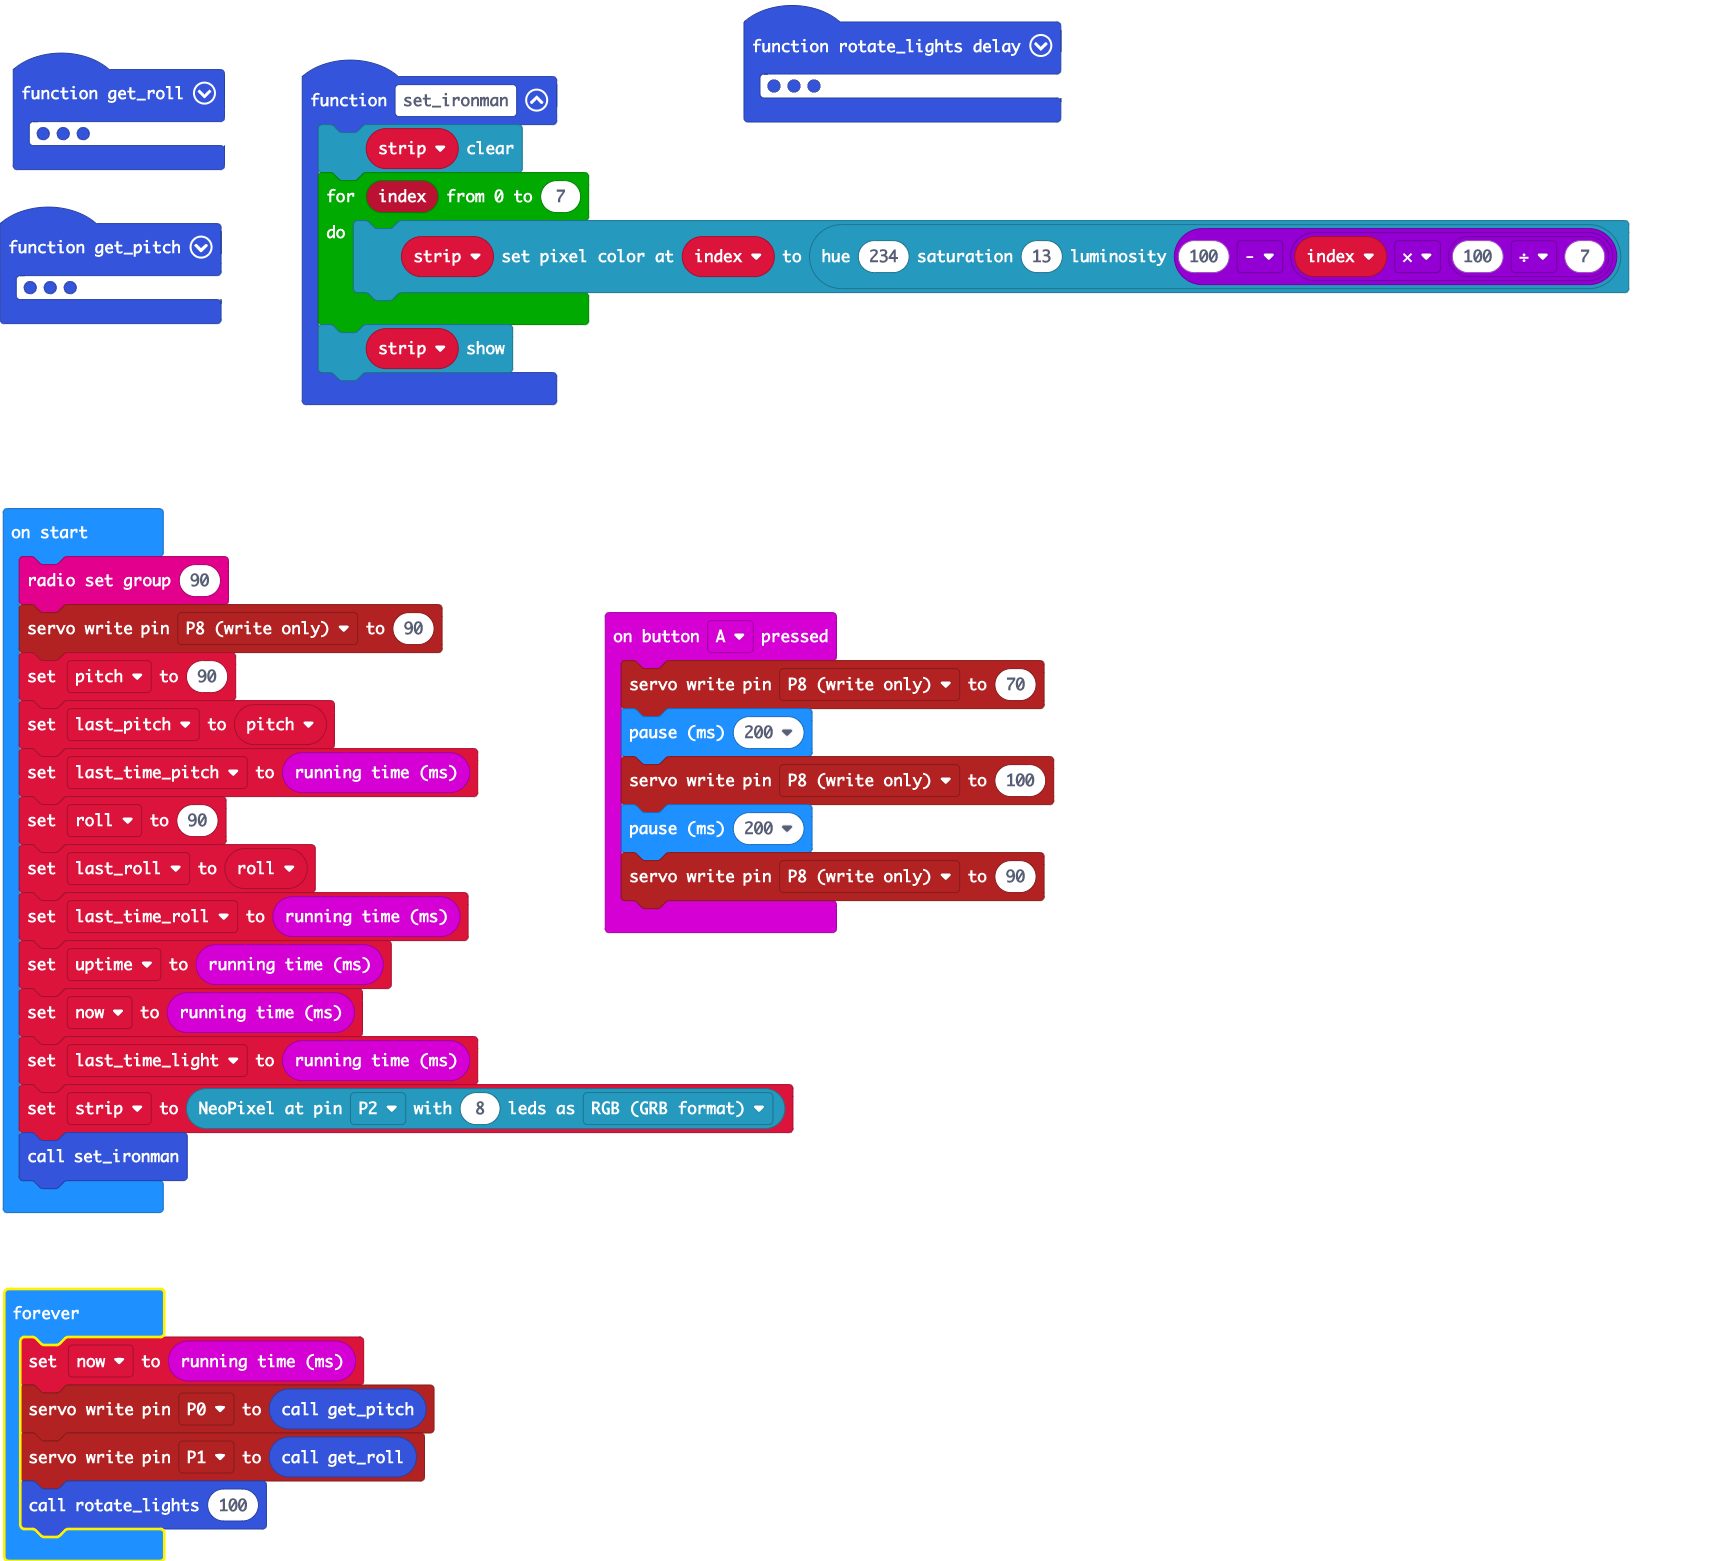 function get_roll
function get_pitch
function set_ironman
strip clear
for index from 0 to 7
do
strip set pixel color at index to hue 234 saturation 13 luminosity 100 - index × 100 ÷ 7
strip show
function rotate_lights delay
on start
radio set group 90
servo write pin P8 (write only) to 90
set pitch to 90
set last_pitch to pitch
set last_time_pitch to running time (ms)
set roll to 90
set last_roll to roll
set last_time_roll to running time (ms)
set uptime to running time (ms)
set now to running time (ms)
set last_time_light to running time (ms)
set strip to NeoPixel at pin P2 with 8 leds as RGB (GRB format)
call set_ironman
on button A pressed
servo write pin P8 (write only) to 70
pause (ms) 200
servo write pin P8 (write only) to 100
pause (ms) 200
servo write pin P8 (write only) to 90
forever
set now to running time (ms)
servo write pin P0 to call get_pitch
servo write pin P1 to call get_roll
call rotate_lights 100